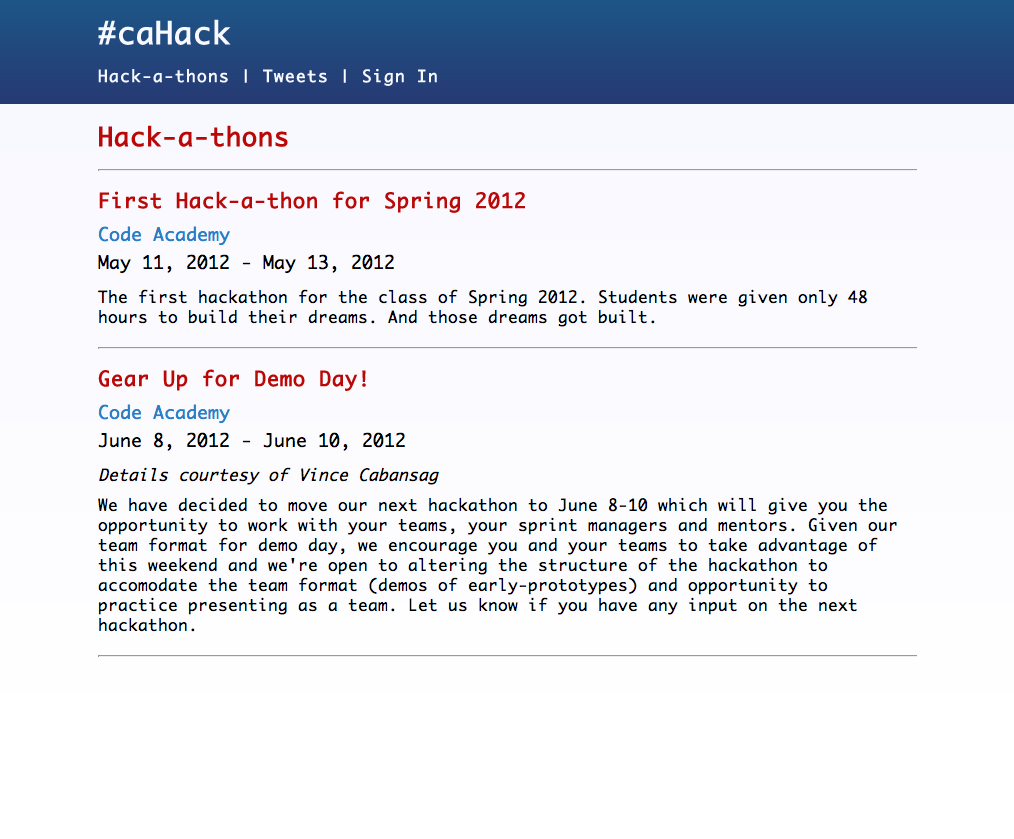 #caHack
Hack-a-thons | Tweets | Sign In
Hack-a-thons
First Hack-a-thon for Spring 2012
Code Academy
May 11, 2012 - May 13, 2012
The first hackathon for the class of Spring 2012. Students were given only 48
hours to build their dreams. And those dreams got built.
Gear Up for Demo Day!
Code Academy
June 8, 2012 - June 10, 2012
Details courtesy of Vince Cabansag
We have decided to move our next hackathon to June 8-10 which will give you the
opportunity to work with your teams, your sprint managers and mentors. Given our
team format for demo day, we encourage you and your teams to take advantage of
this weekend and we're open to altering the structure of the hackathon to
accomodate the team format (demos of early-prototypes) and opportunity to
practice presenting as a team. Let us know if you have any input on the next
hackathon.